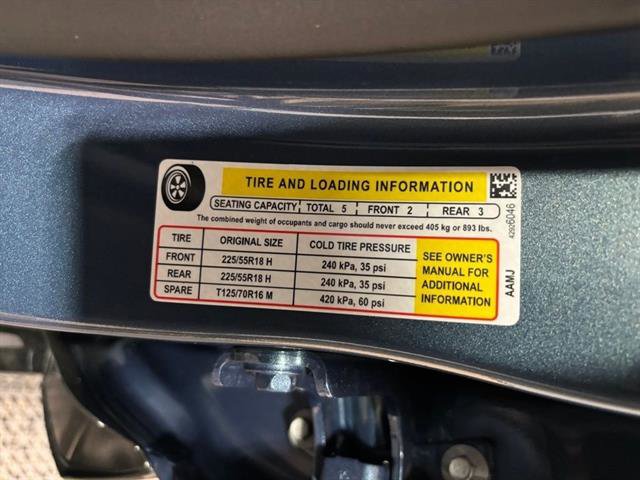 TIRE AND LOADING INFORMATION
SEATING CAPACITY TOTAL 5 FRONT 2 REAR 3
The combined weight of occupants and cargo should never exceed 405 kg or 893 lbs.
TIRE ORIGINAL SIZE COLD TIRE PRESSURE
FRONT 225/55R18 H 240 kPa, 35 psi
REAR 225/55R18 H 240 kPa, 35 psi
SPARE T125/70R16 M 420 kPa, 60 psi
SEE OWNER'S
MANUAL FOR
ADDITIONAL
INFORMATION
42926046
AAMJ